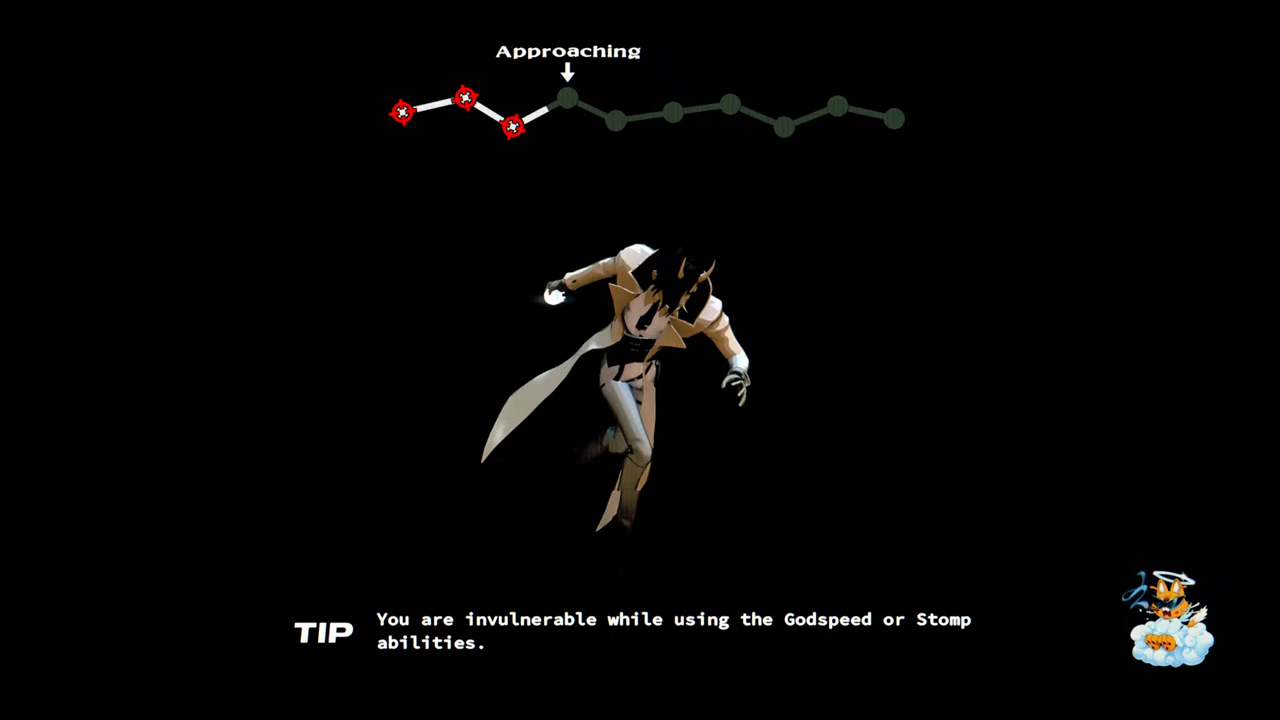 Approaching
TIP
You are invulnerable while using the Godspeed or Stomp
abilities.